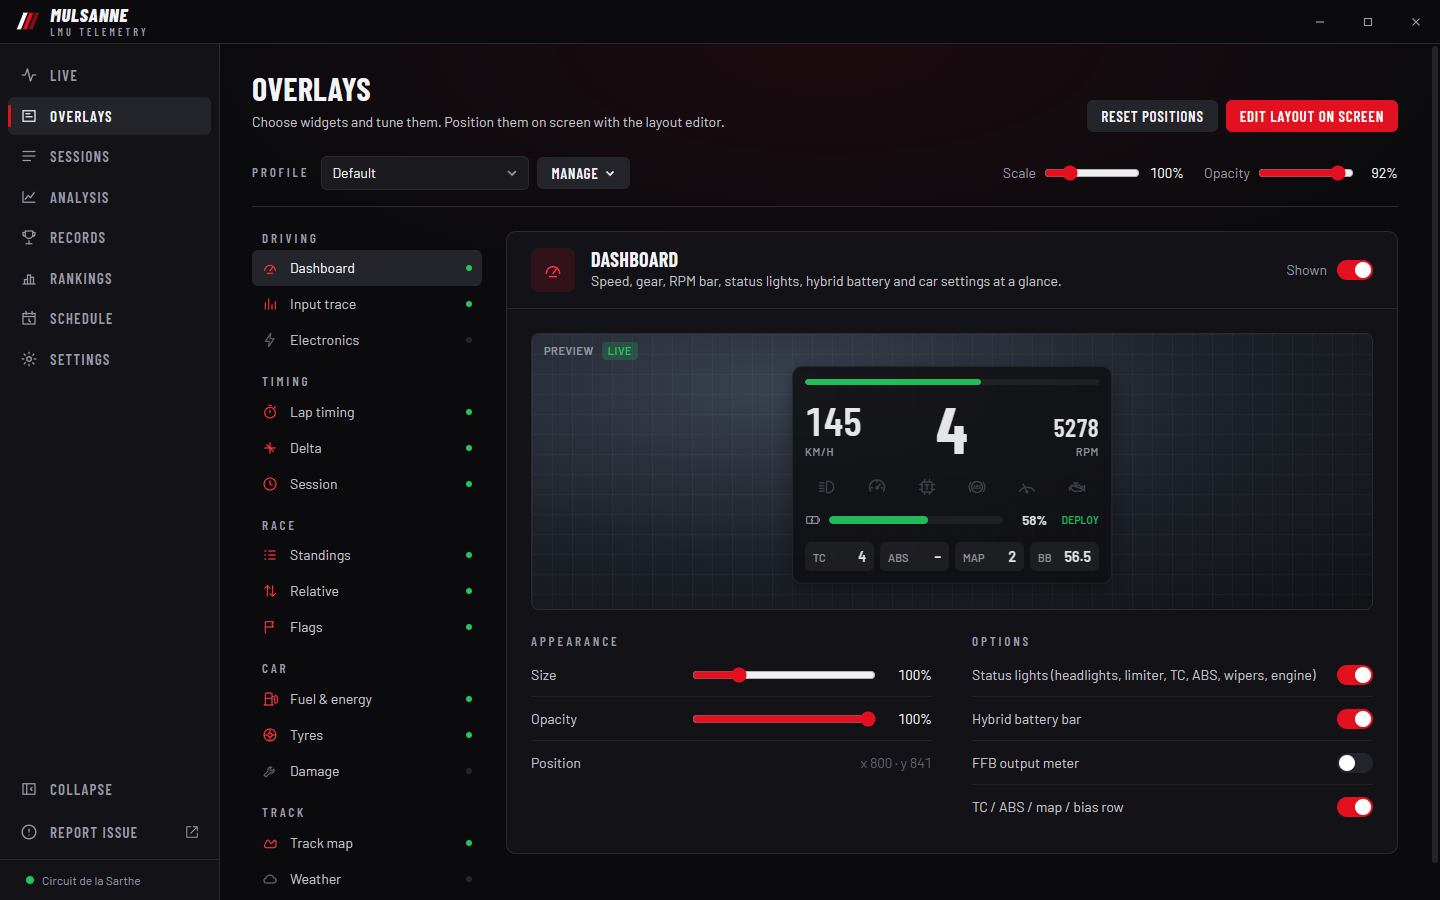 MULSANNE
LMU TELEMETRY
LIVE
OVERLAYS
SESSIONS
ANALYSIS
RECORDS
RANKINGS
SCHEDULE
SETTINGS
COLLAPSE
REPORT ISSUE
Circuit de la Sarthe
OVERLAYS
Choose widgets and tune them. Position them on screen with the layout editor.
RESET POSITIONS
EDIT LAYOUT ON SCREEN
PROFILE Default MANAGE
Scale 100% Opacity 92%
DRIVING
Dashboard
Input trace
Electronics
TIMING
Lap timing
Delta
Session
RACE
Standings
Relative
Flags
CAR
Fuel & energy
Tyres
Damage
TRACK
Track map
Weather
DASHBOARD
Speed, gear, RPM bar, status lights, hybrid battery and car settings at a glance.
Shown
PREVIEW LIVE
145 4 5278
KM/H RPM
58% DEPLOY
TC 4 ABS – MAP 2 BB 56.5
APPEARANCE
Size 100%
Opacity 100%
Position x 800 · y 841
OPTIONS
Status lights (headlights, limiter, TC, ABS, wipers, engine)
Hybrid battery bar
FFB output meter
TC / ABS / map / bias row